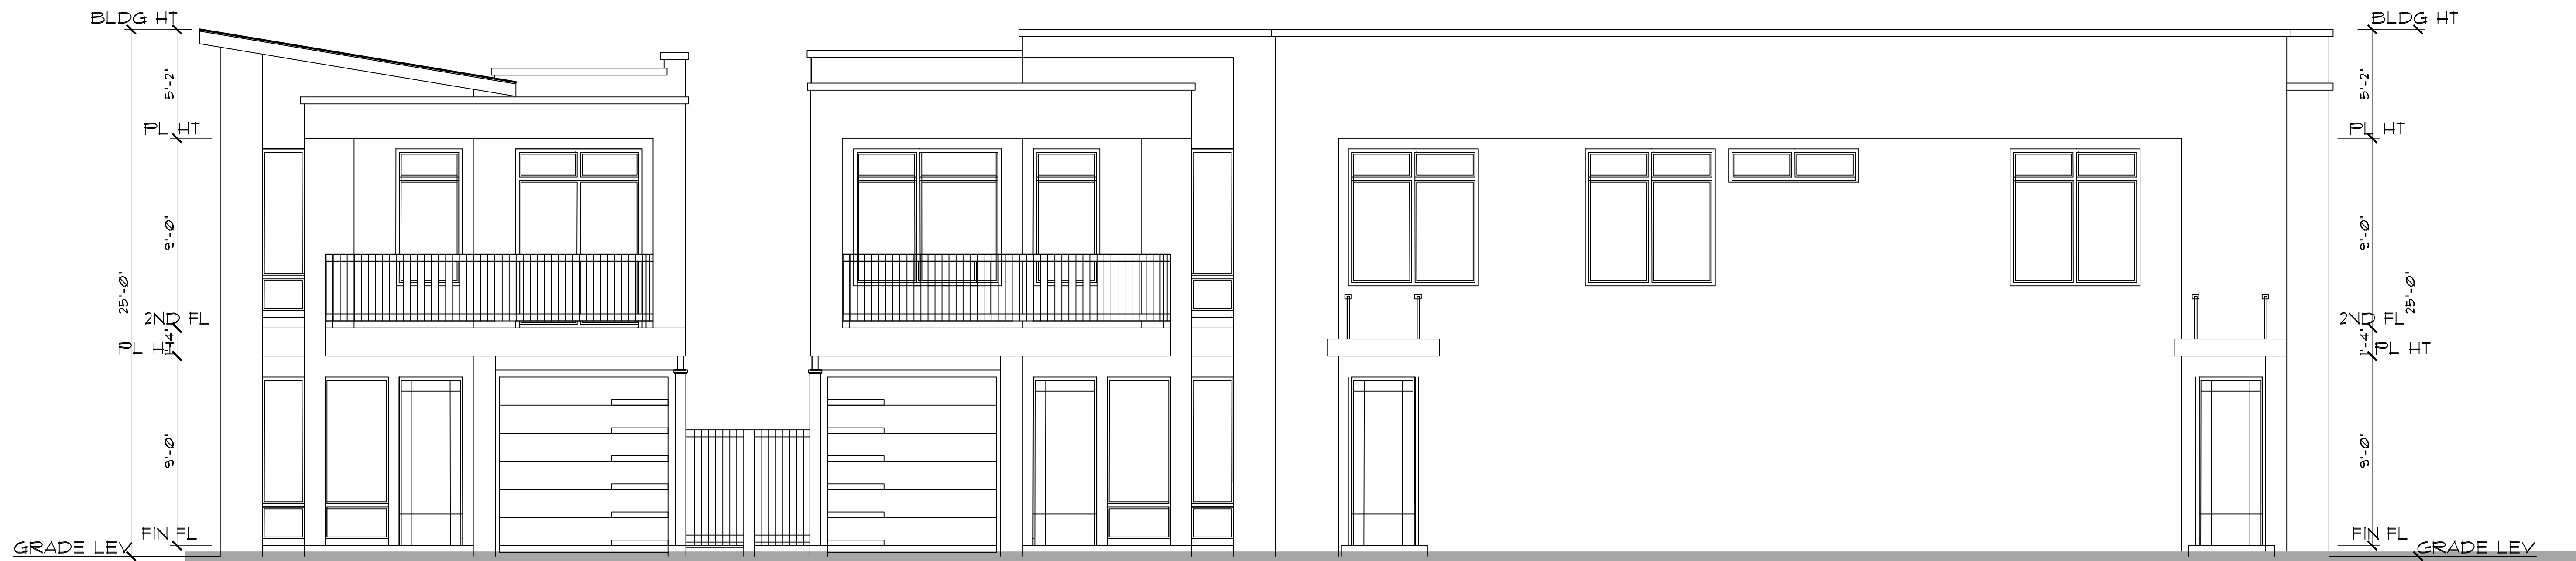 BLDG HT
BLDG HT
5'-2"
5'-2"
PL HT
PL HT
9'-0"
9'-0"
25'-0"
25'-0"
2ND FL
2ND FL
1'-4"
1'-4"
PL HT
PL HT
9'-0"
9'-0"
FIN FL
FIN FL
GRADE LEV
GRADE LEV